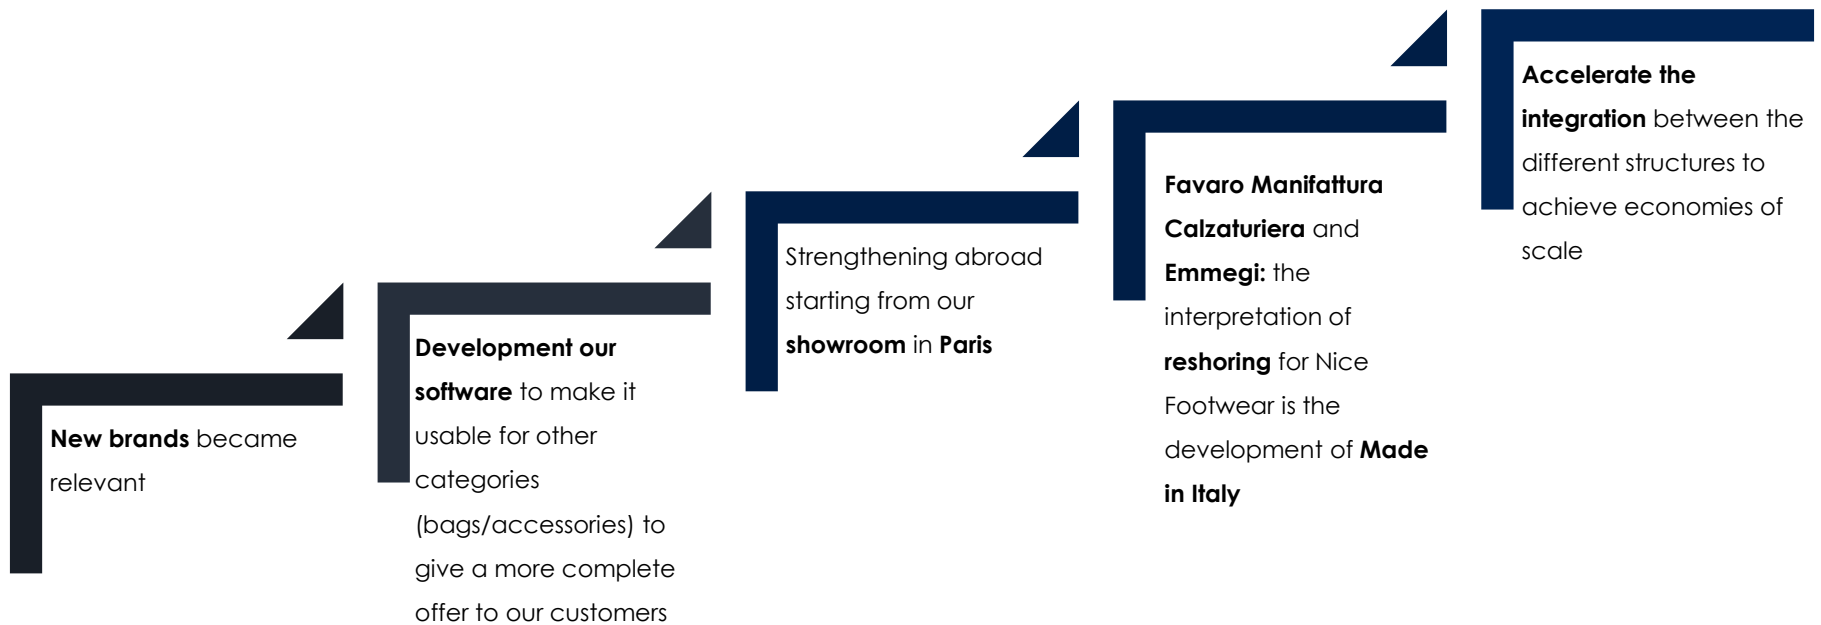 New brands became
relevant
Development our
software to make it
usable for other
categories
(bags/accessories) to
give a more complete
offer to our customers
Strengthening abroad
starting from our
showroom in Paris
Favaro Manifattura
Calzaturiera and
Emmegi: the
interpretation of
reshoring for Nice
Footwear is the
development of Made
in Italy
Accelerate the
integration between the
different structures to
achieve economies of
scale